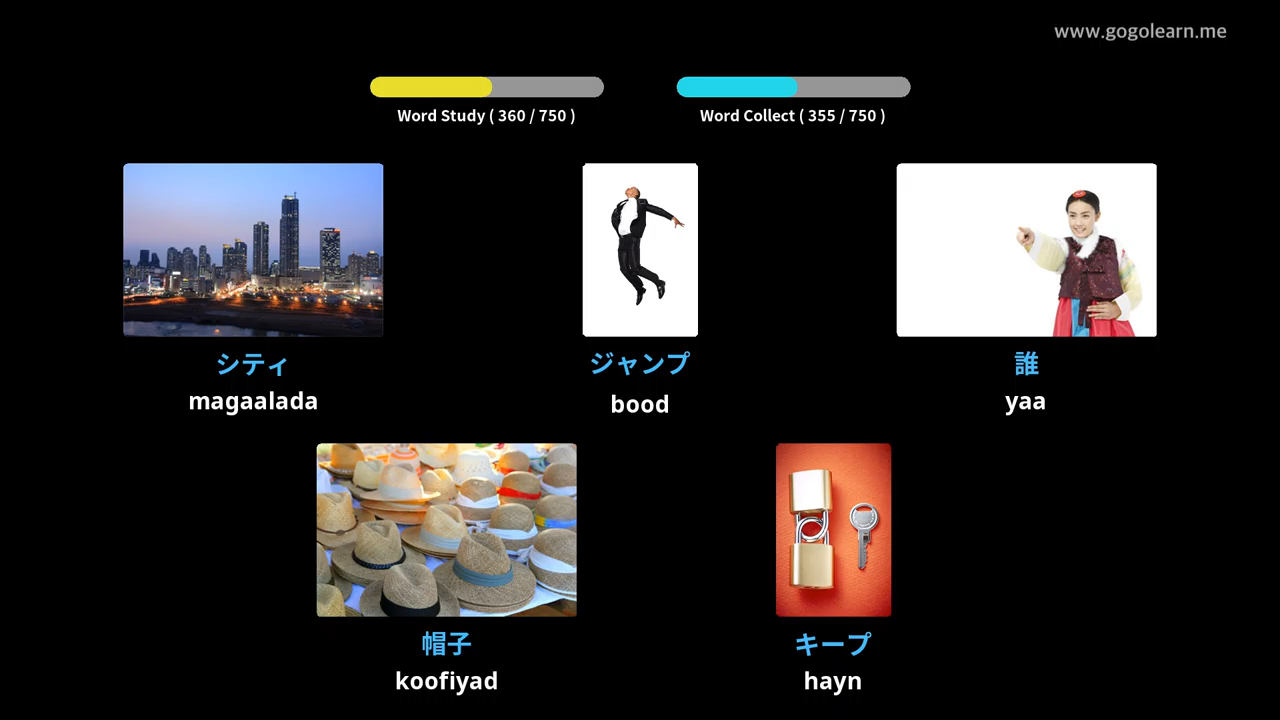 www.gogolearn.me
Word Study ( 360 / 750 )
Word Collect ( 355 / 750 )
シティ
magaalada
ジャンプ
bood
誰
yaa
帽子
koofiyad
キープ
hayn